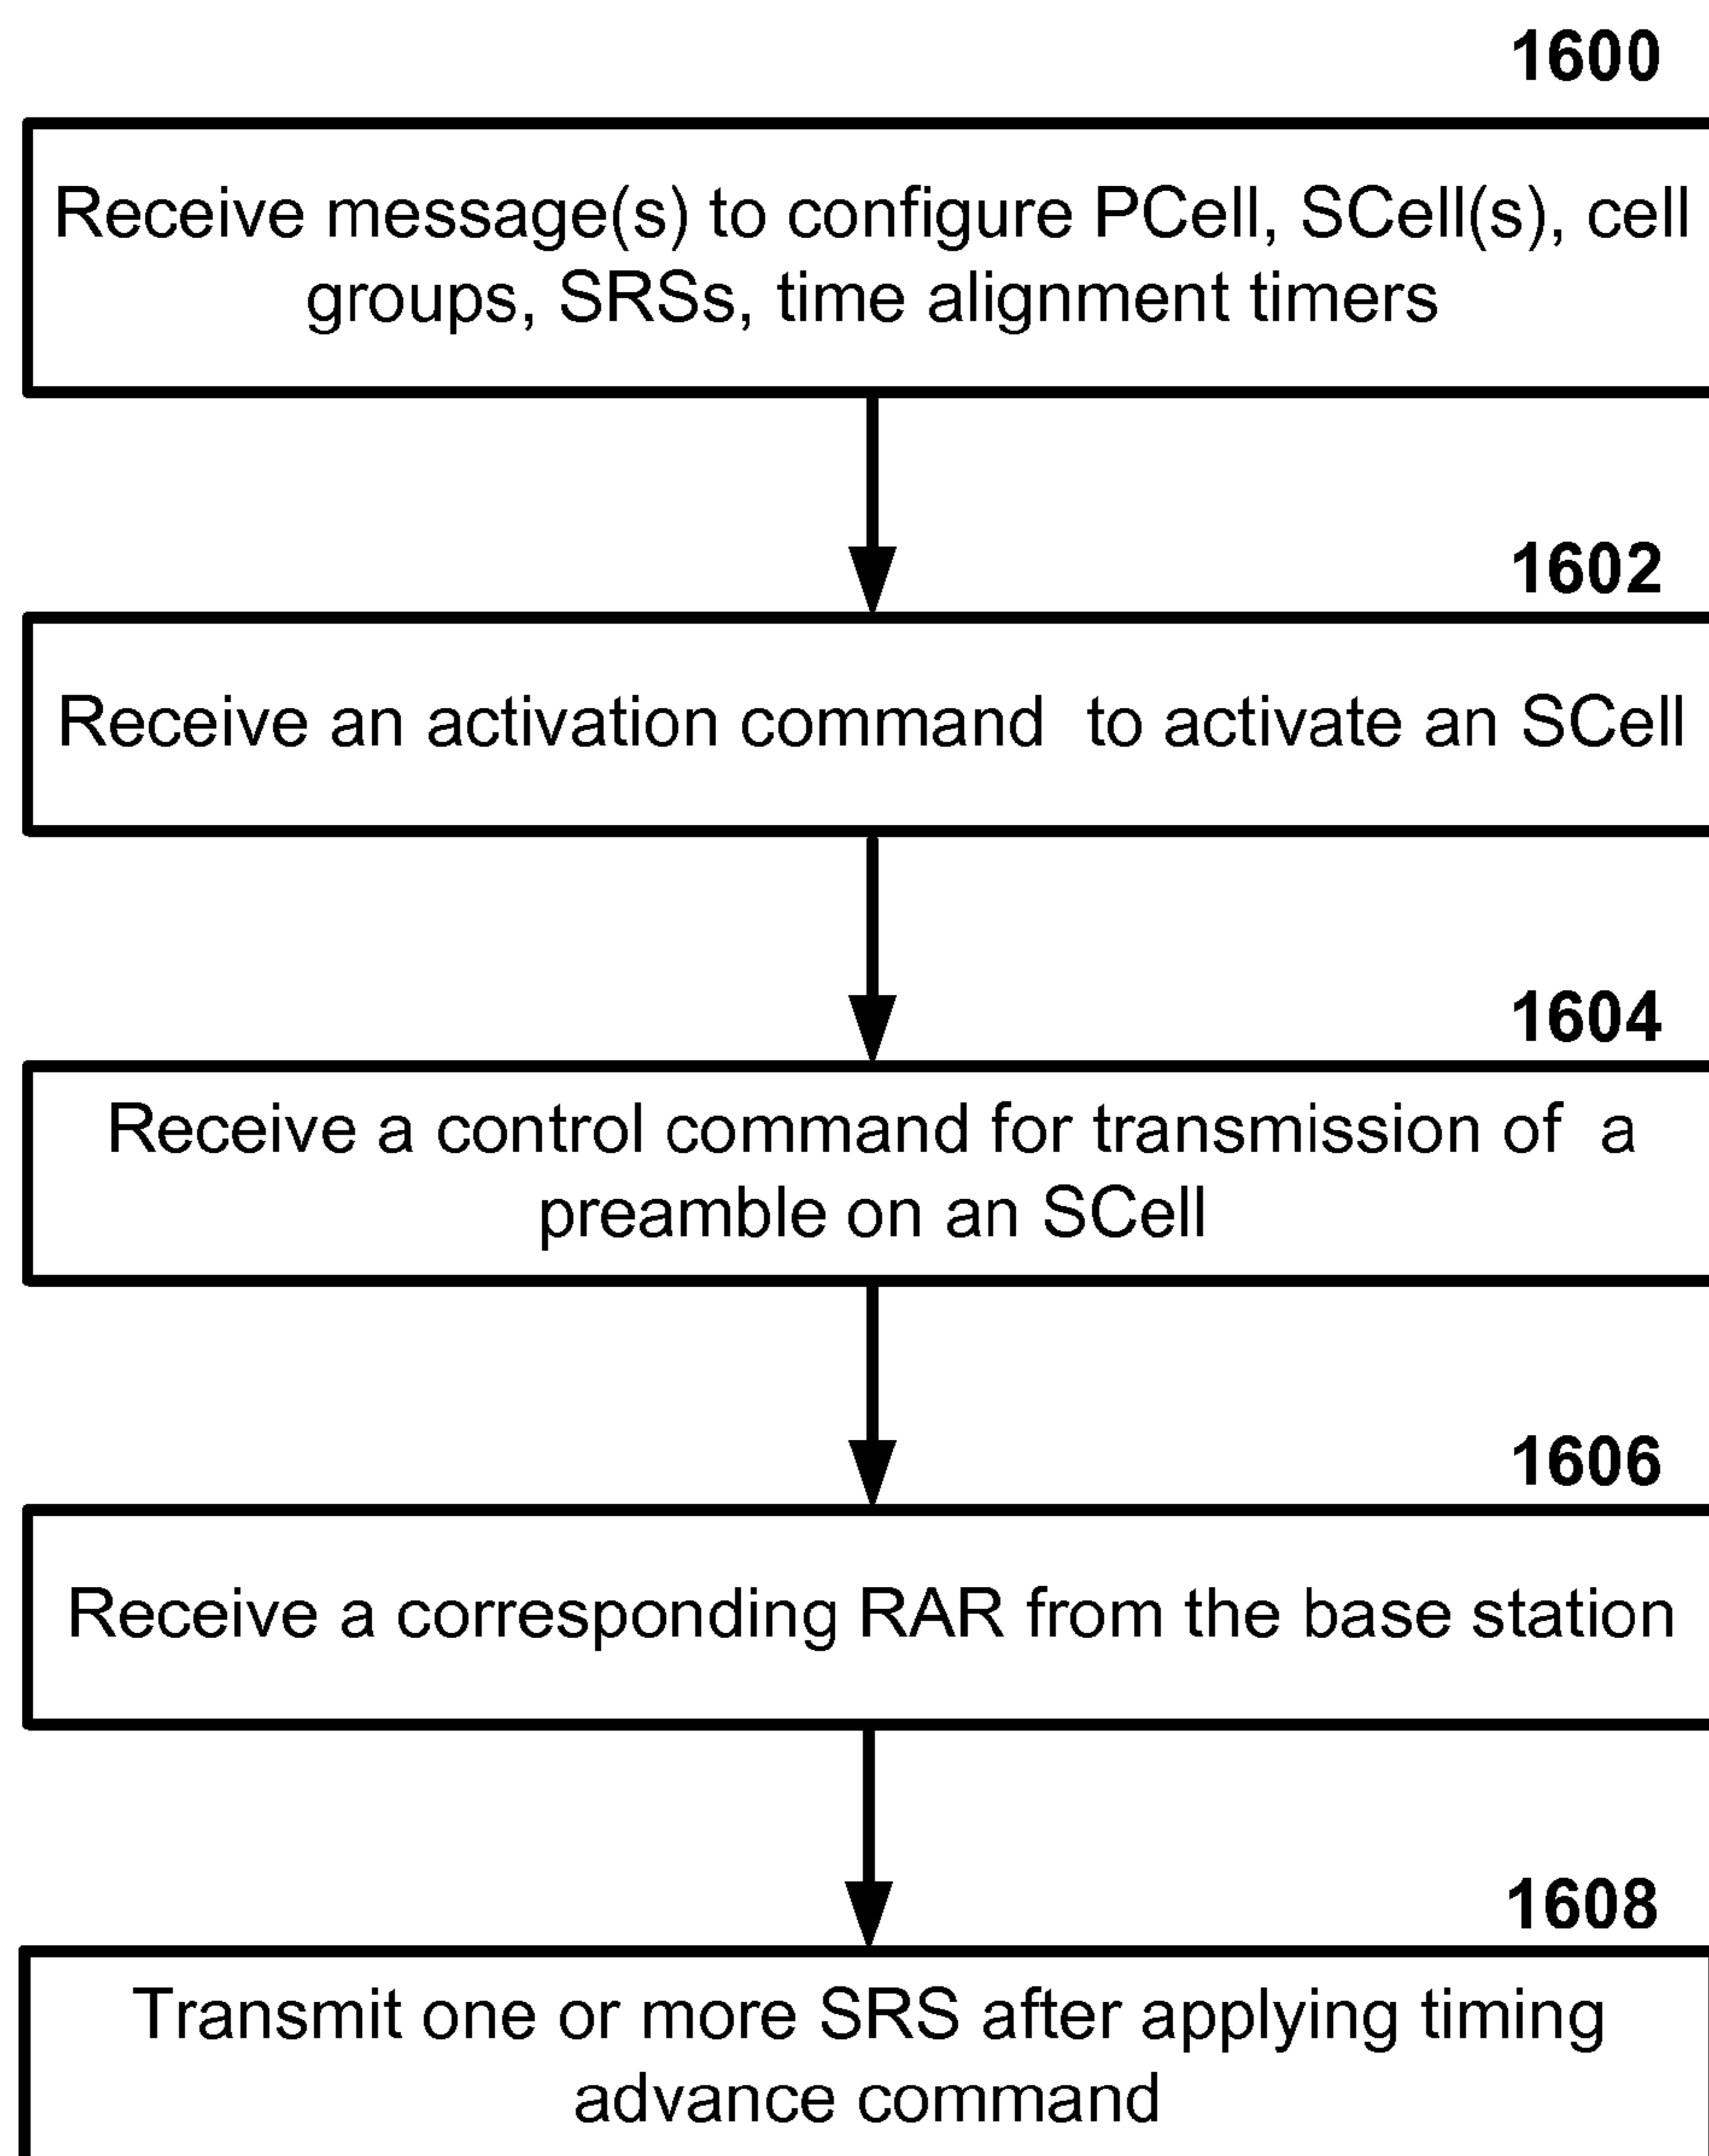 1600
Receive message(s) to configure PCell, SCell(s), cell
groups, SRSs, time alignment timers
1602
Receive an activation command  to activate an SCell
1604
Receive a control command for transmission of  a
preamble on an SCell
1606
Receive a corresponding RAR from the base station
1608
Transmit one or more SRS after applying timing
advance command